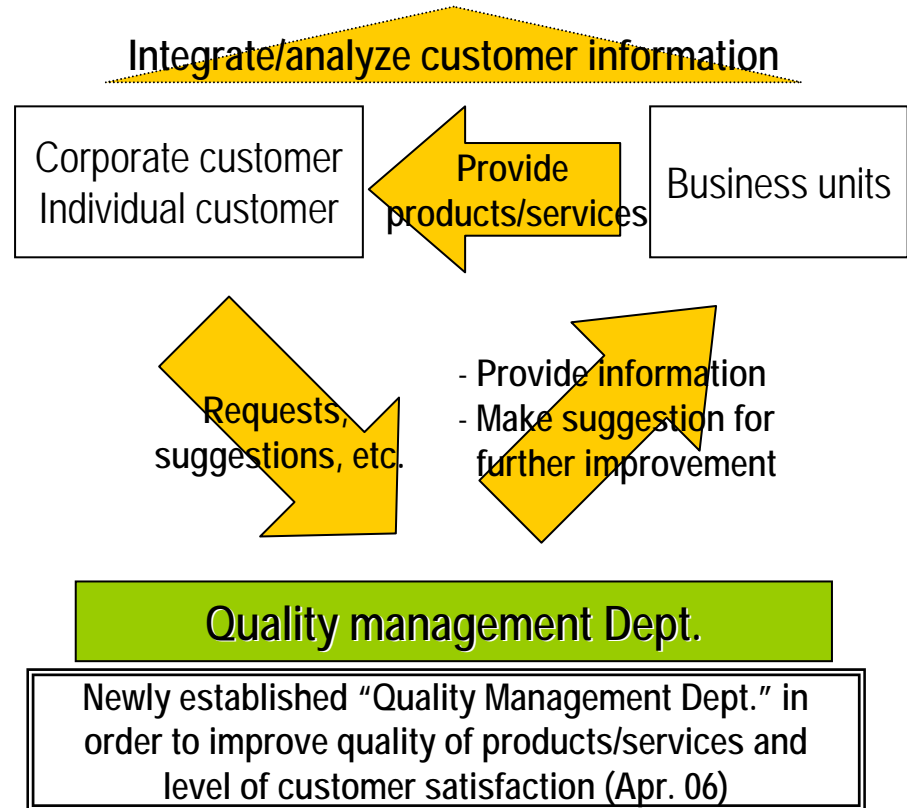 Integrate/analyze customer information
Corporate customer
Individual customer
Provide
products/services
Business units
Requests,
suggestions, etc.
- Provide information
- Make suggestion for
further improvement
Quality management Dept.
Newly established “Quality Management Dept.” in
order to improve quality of products/services and
level of customer satisfaction (Apr. 06)